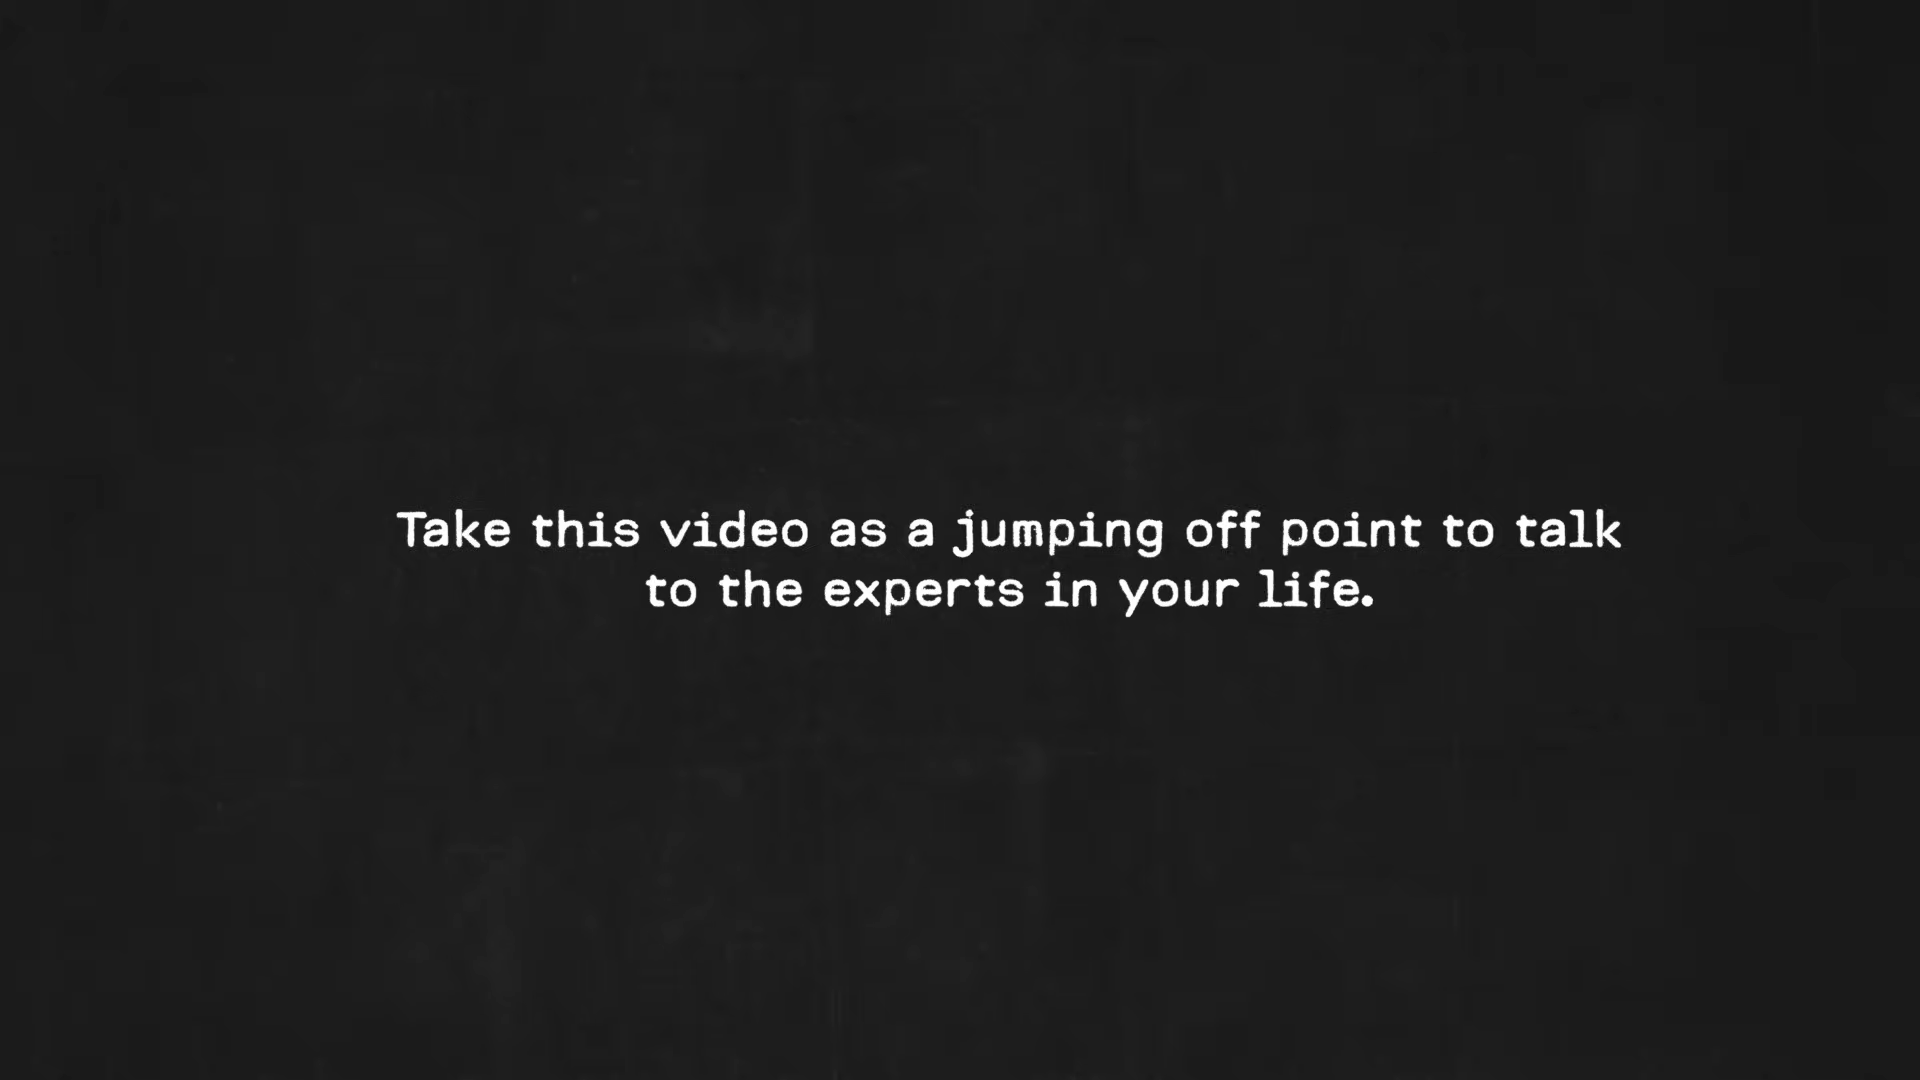 Take this video as a jumping off point to talk
to the experts in your life.